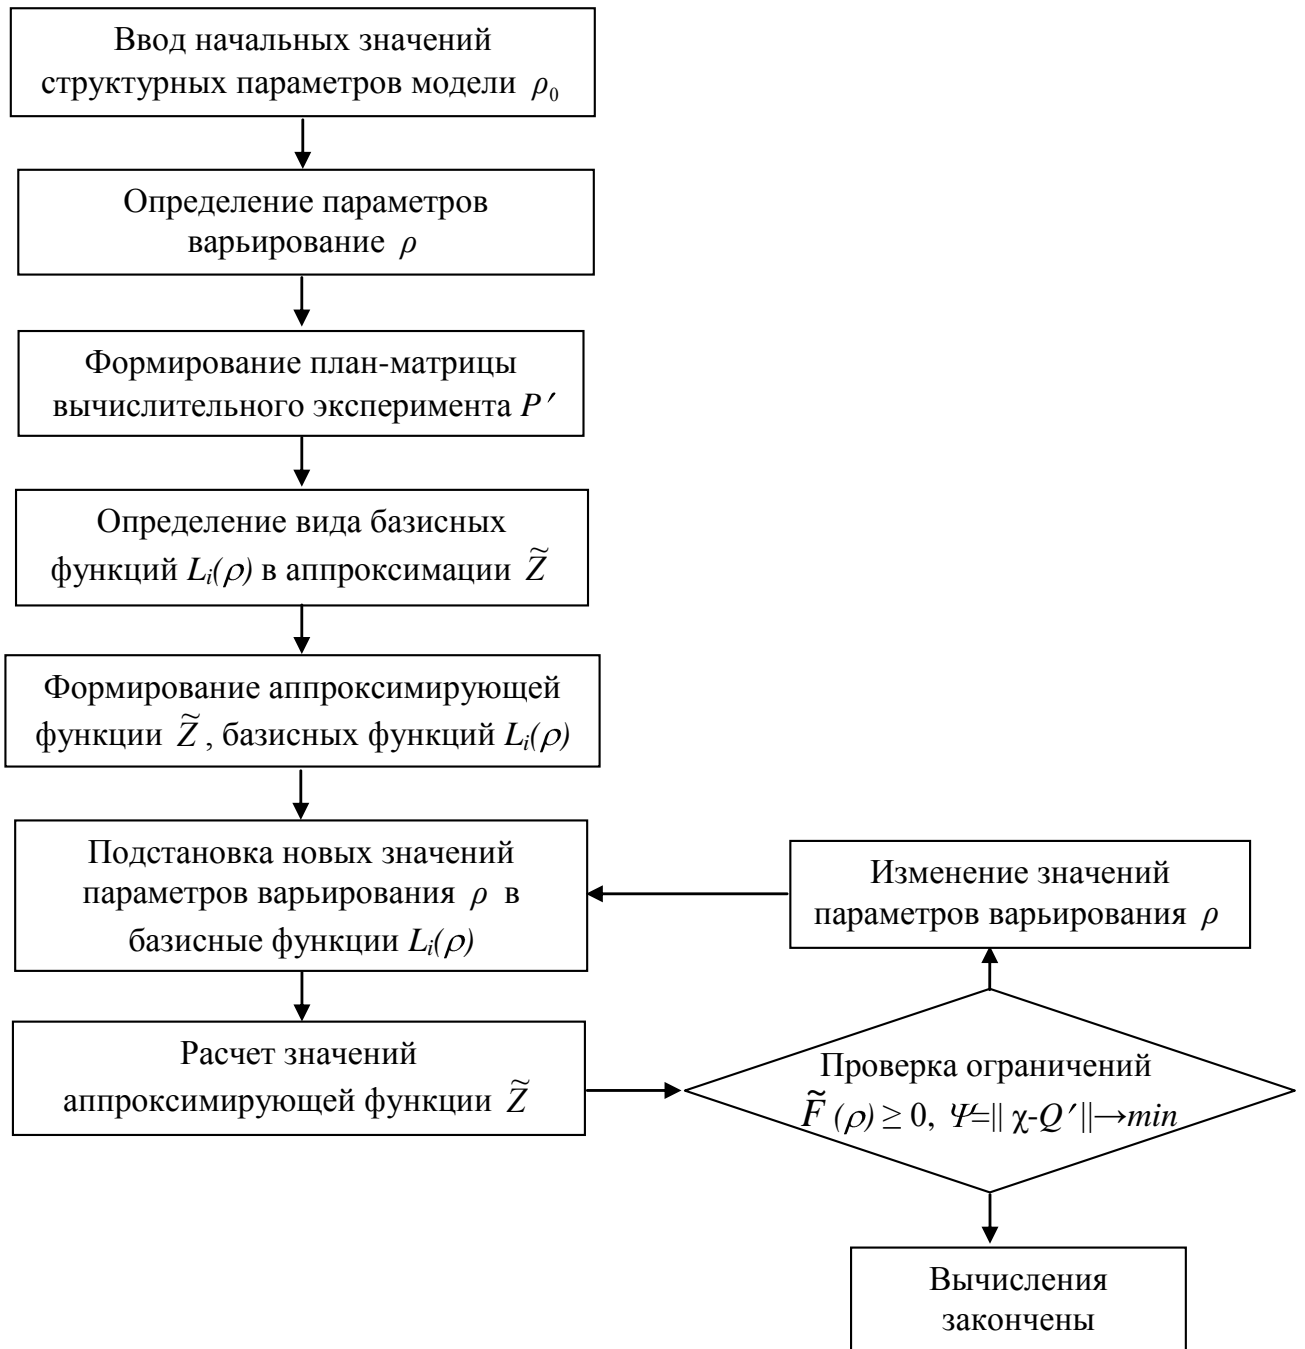 Ввод начальных значений
структурных параметров модели ρ₀
Определение параметров
варьирование ρ
Формирование план-матрицы
вычислительного эксперимента P′
Определение вида базисных
функций Lᵢ(ρ) в аппроксимации Z̃
Формирование аппроксимирующей
функции Z̃ , базисных функций Lᵢ(ρ)
Подстановка новых значений
параметров варьирования ρ в
базисные функции Lᵢ(ρ)
Изменение значений
параметров варьирования ρ
Расчет значений
аппроксимирующей функции Z̃
Проверка ограничений
F̃ (ρ) ≥ 0, Ψ=|| χ-Q′ ||→min
Вычисления
закончены